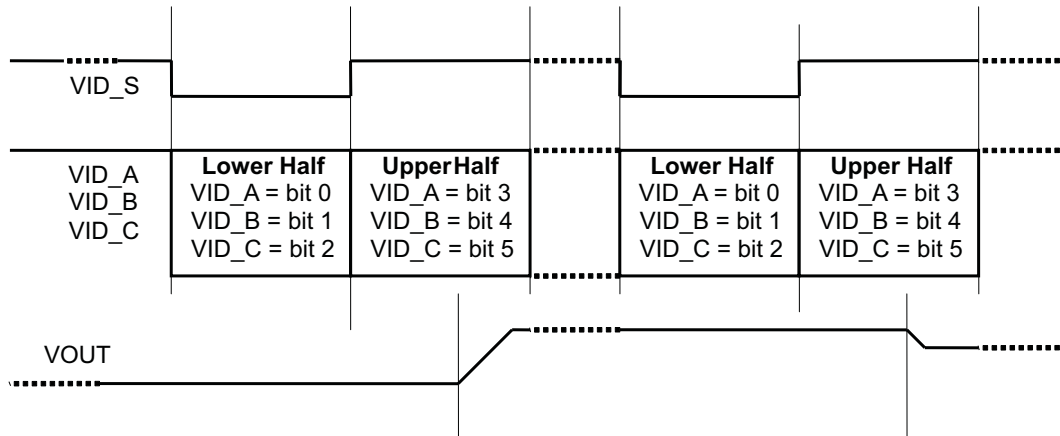 VID_S
VID_A
VID_B
VID_C
Lower Half
VID_A = bit 0
VID_B = bit 1
VID_C = bit 2
UpperHalf
VID_A = bit 3
VID_B = bit 4
VID_C = bit 5
Lower Half
VID_A = bit 0
VID_B = bit 1
VID_C = bit 2
Upper Half
VID_A = bit 3
VID_B = bit 4
VID_C = bit 5
VOUT